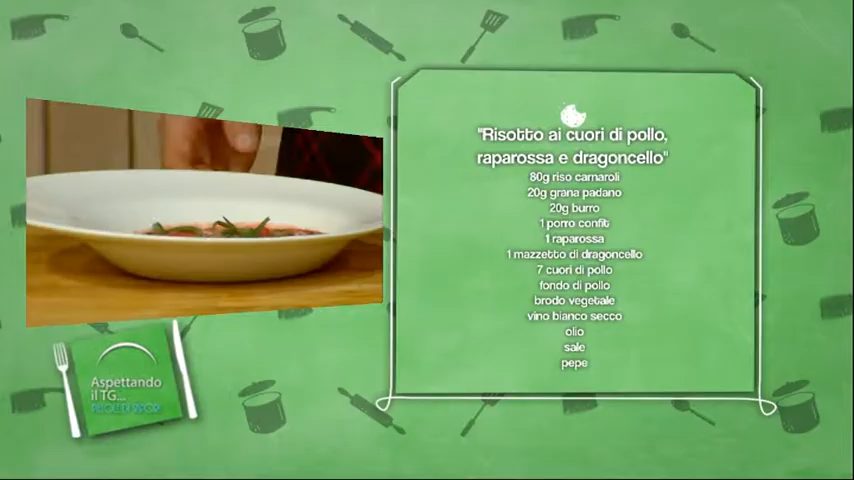 "Risotto ai cuori di pollo,
raparossa e dragoncello"
80g riso carnaroli
20g grana padano
20g burro
1 porro confit
1 raparossa
1 mazzetto di dragoncello
7 cuori di pollo
fondo di pollo
brodo vegetale
vino bianco secco
olio
sale
pepe
Aspettando
il TG...